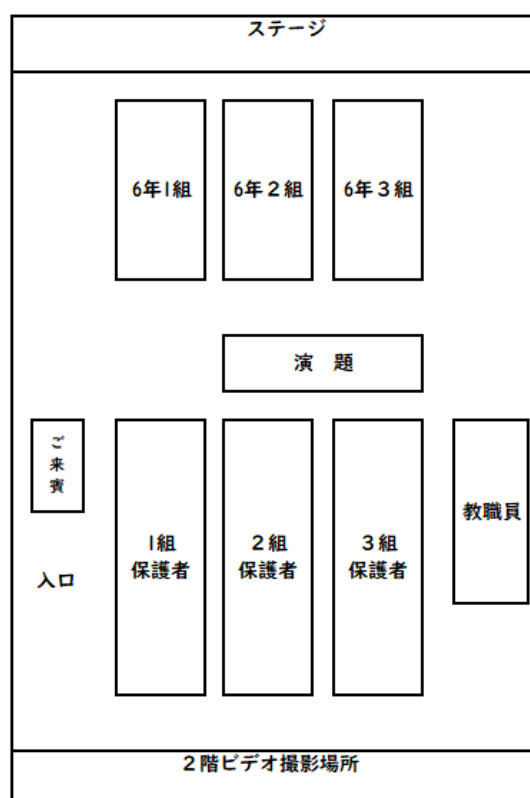 ステージ
6年1組
6年２組
6年３組
演　題
ご
来
賓
1組
保護者
２組
保護者
３組
保護者
教職員
入口
２階ビデオ撮影場所